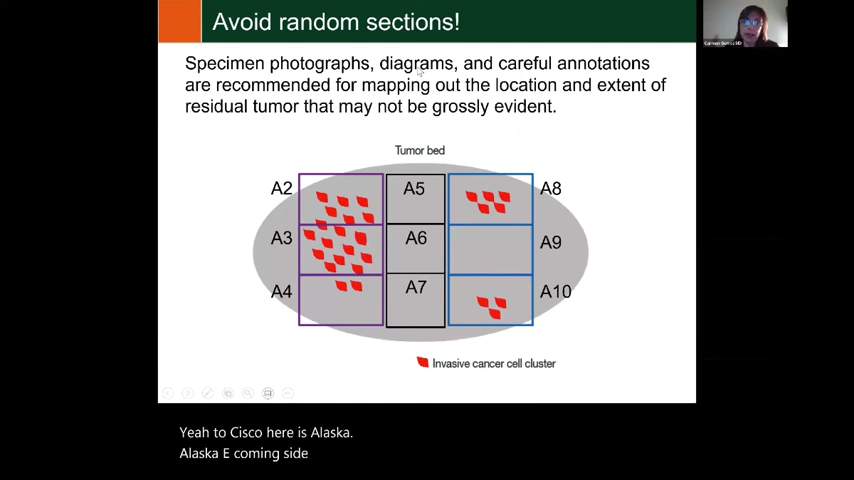 Avoid random sections!
Specimen photographs, diagrams, and careful annotations
are recommended for mapping out the location and extent of
residual tumor that may not be grossly evident.
Tumor bed
A2 A5 A8
A3 A6 A9
A4 A7 A10
Invasive cancer cell cluster
Yeah to Cisco here is Alaska.
Alaska E coming side